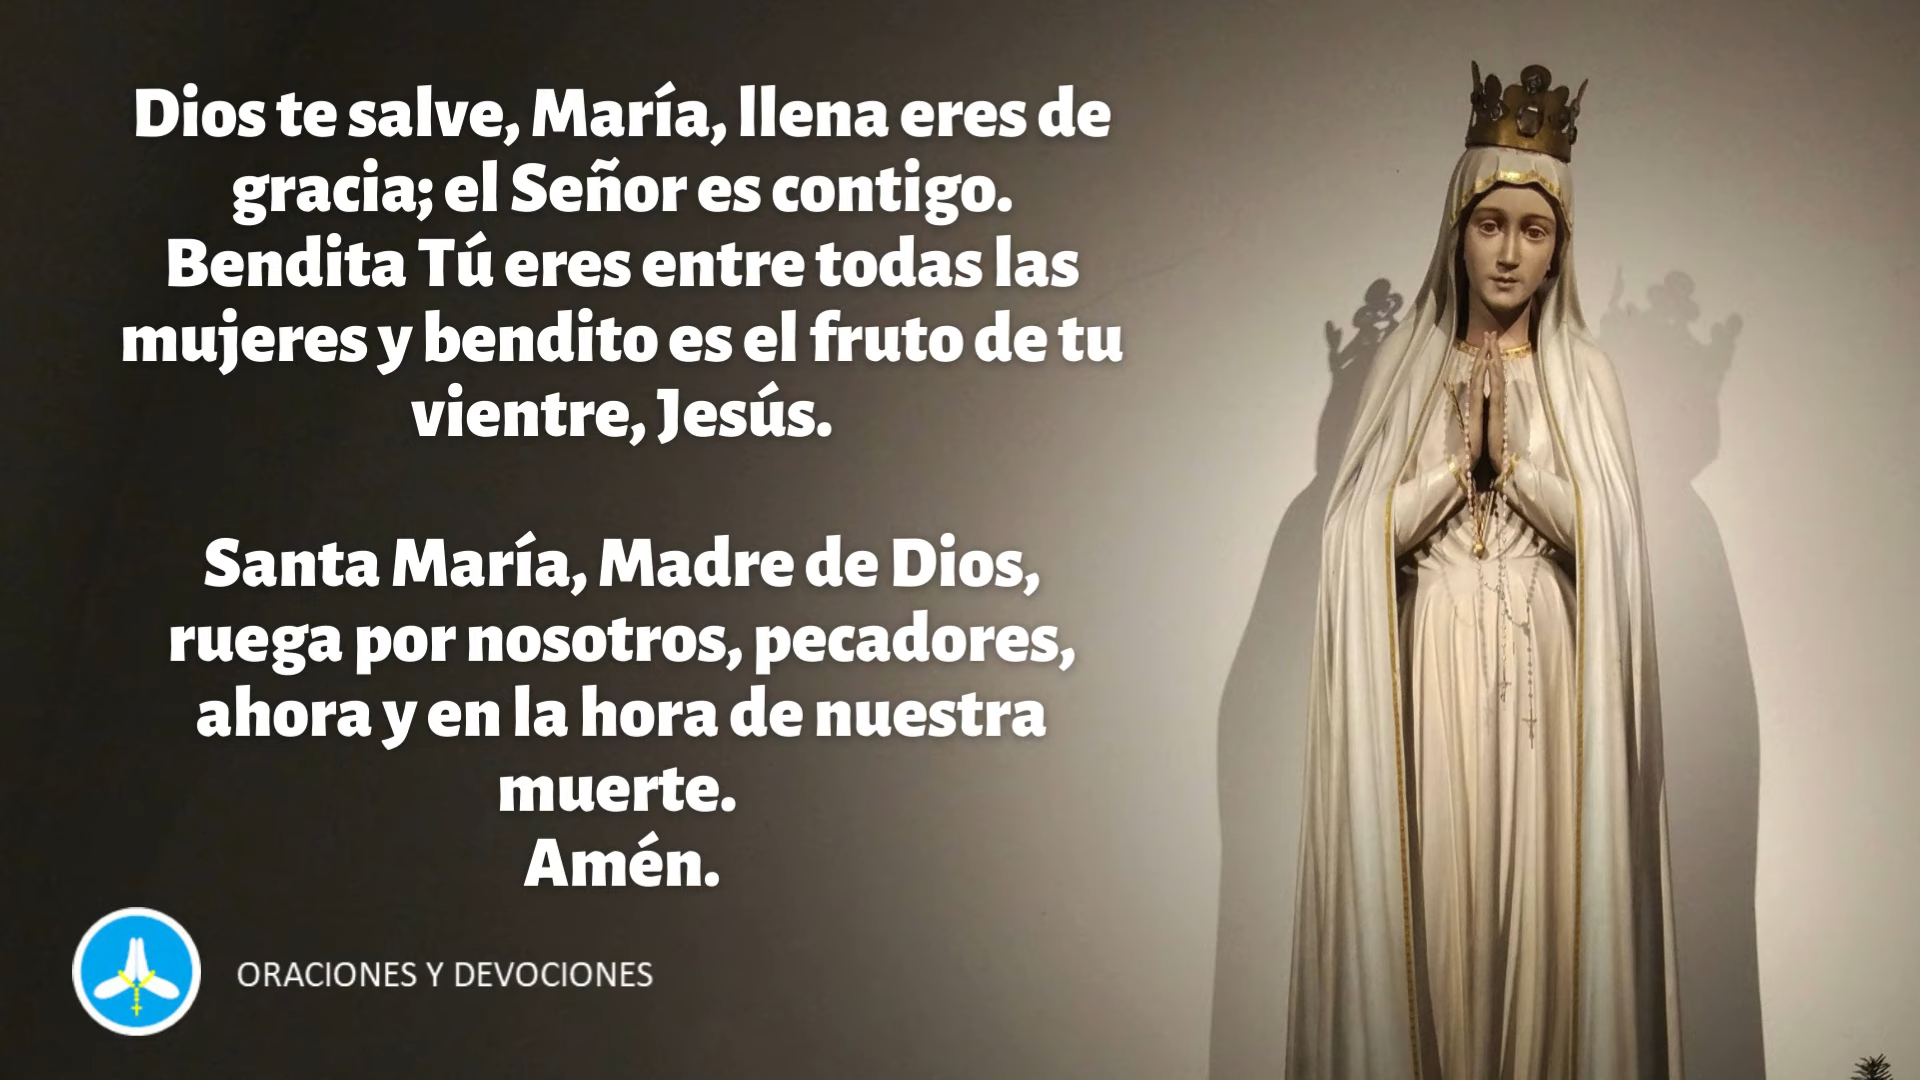 Dios te salve, María, llena eres de
gracia; el Señor es contigo.
Bendita Tú eres entre todas las
mujeres y bendito es el fruto de tu
vientre, Jesús.
Santa María, Madre de Dios,
ruega por nosotros, pecadores,
ahora y en la hora de nuestra
muerte.
Amén.
ORACIONES Y DEVOCIONES